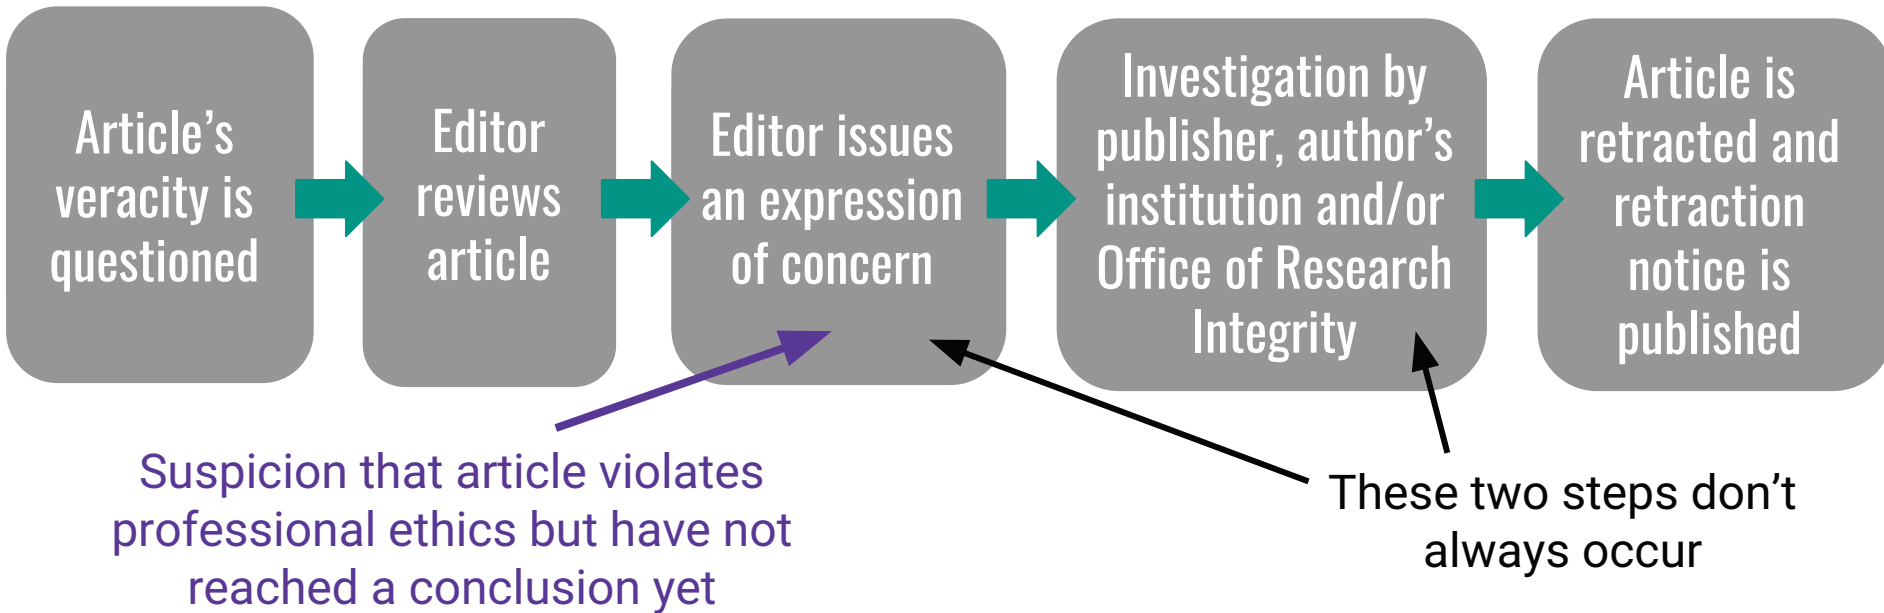 Article’s
veracity is
questioned
Editor
reviews
article
Editor issues
an expression
of concern
Investigation by
publisher, author’s
institution and/or
Office of Research
Integrity
Article is
retracted and
retraction
notice is
published
Suspicion that article violates
professional ethics but have not
reached a conclusion yet
These two steps don’t
always occur